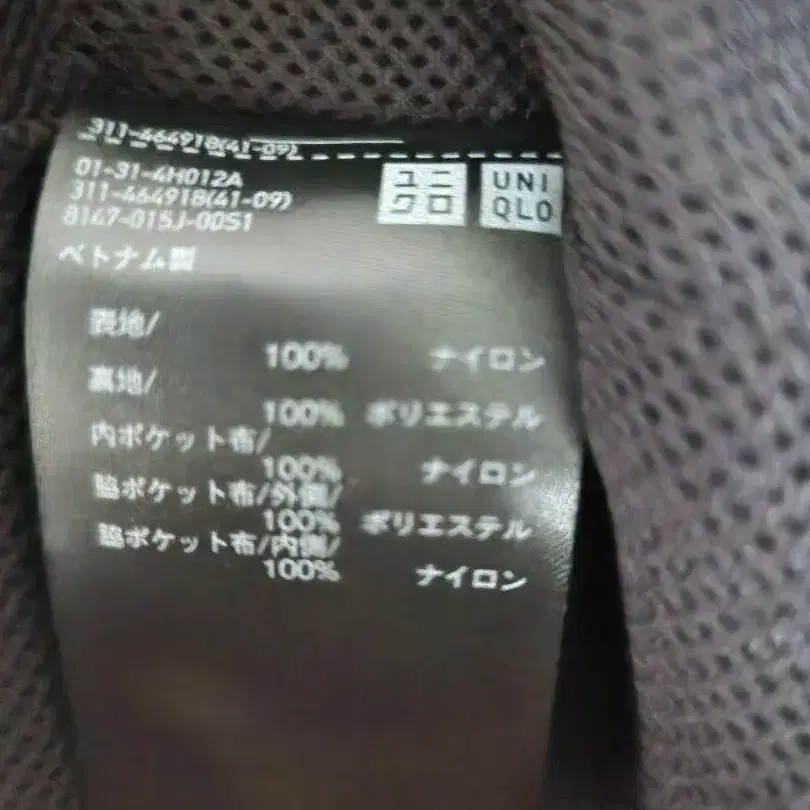 311-464918(41-09)
01-31-4H012A
311-464918(41-09)
8147-015J-00S1
ユニ
クロ
UNI
QLO
ベトナム製
表地/
100% ナイロン
裏地/
100% ポリエステル
内ポケット布/
100% ナイロン
脇ポケット布/外側/
100% ポリエステル
脇ポケット布/内側/
100% ナイロン